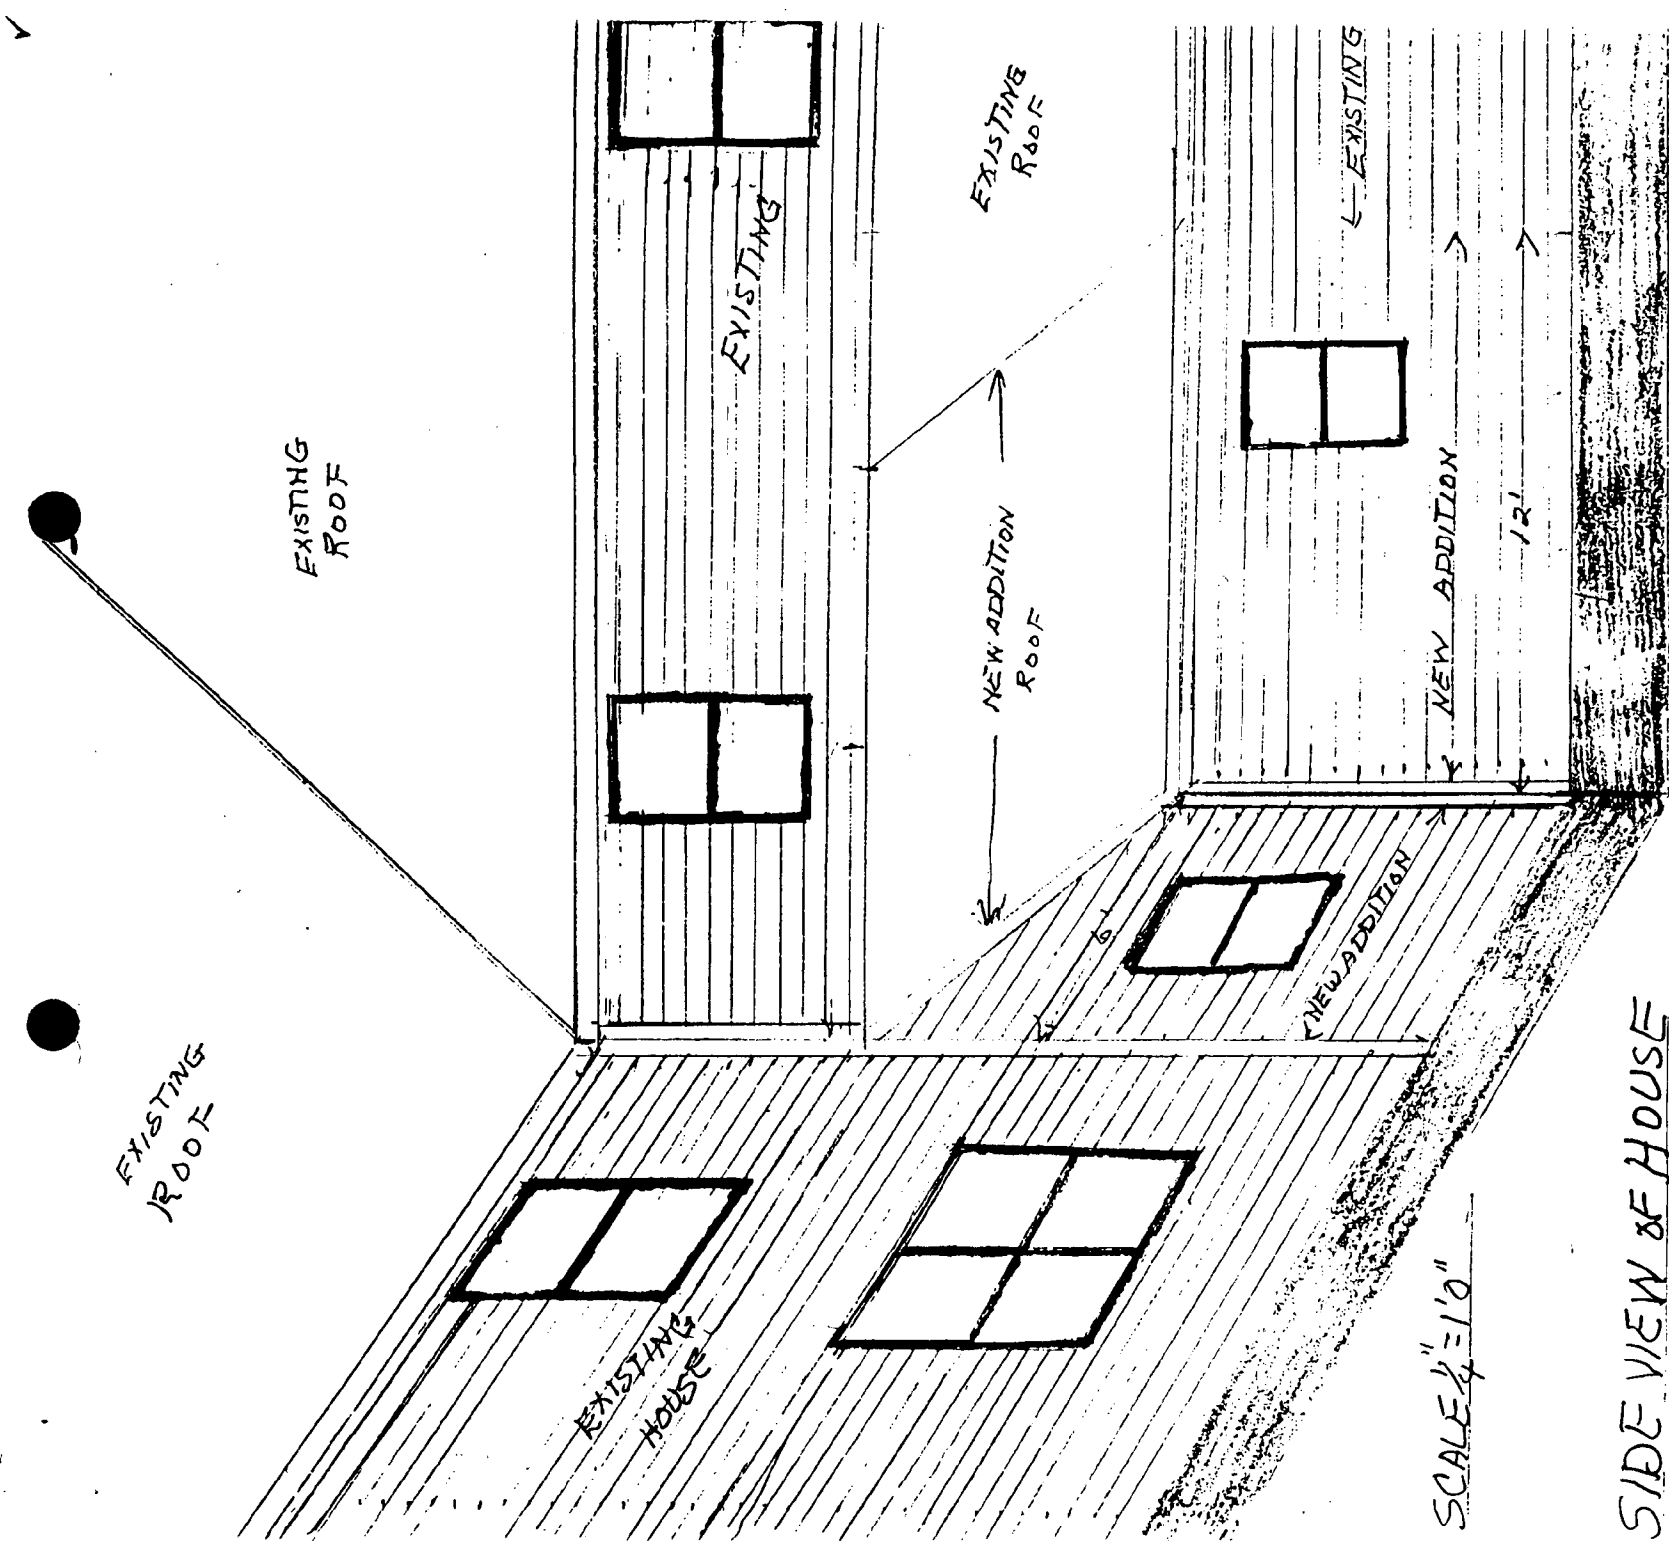 EXISTING
ROOF
EXISTING
ROOF
EXISTING
EXISTING
ROOF
← NEW ADDITION →
ROOF
EXISTING
HOUSE
6'
← NEW ADDITION →
← NEW ADDITION →
← EXISTING
12'
SCALE 1/4" = 1'0"
SIDE VIEW OF HOUSE